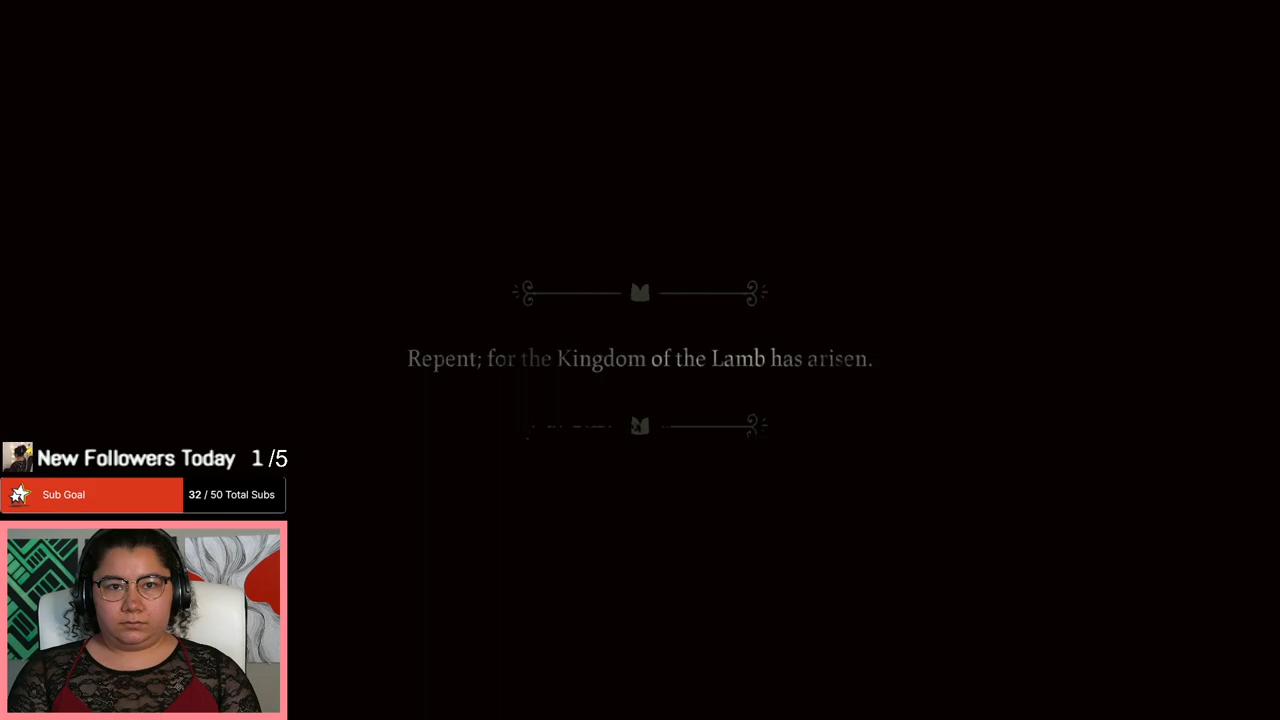 Repent; for the Kingdom of the Lamb has arisen.
New Followers Today 1 /5
Sub Goal 32 / 50 Total Subs